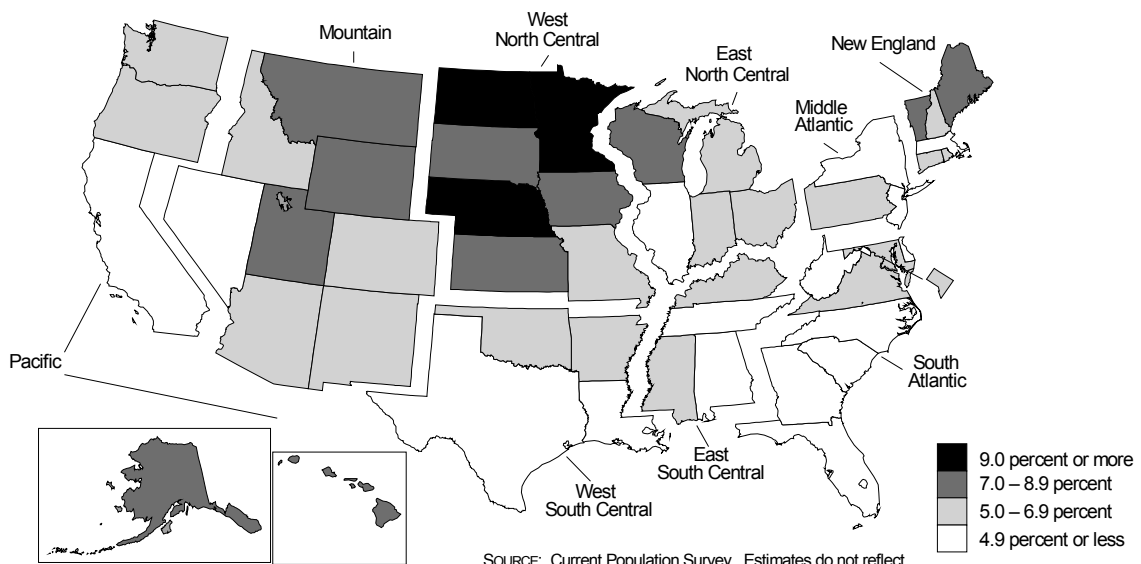 Mountain
West
North Central
East
North Central
New England
Middle
Atlantic
Pacific
South
Atlantic
East
South Central
West
South Central
9.0 percent or more
7.0 – 8.9 percent
5.0 – 6.9 percent
4.9 percent or less
SOURCE: Current Population Survey. Estimates do not reflect